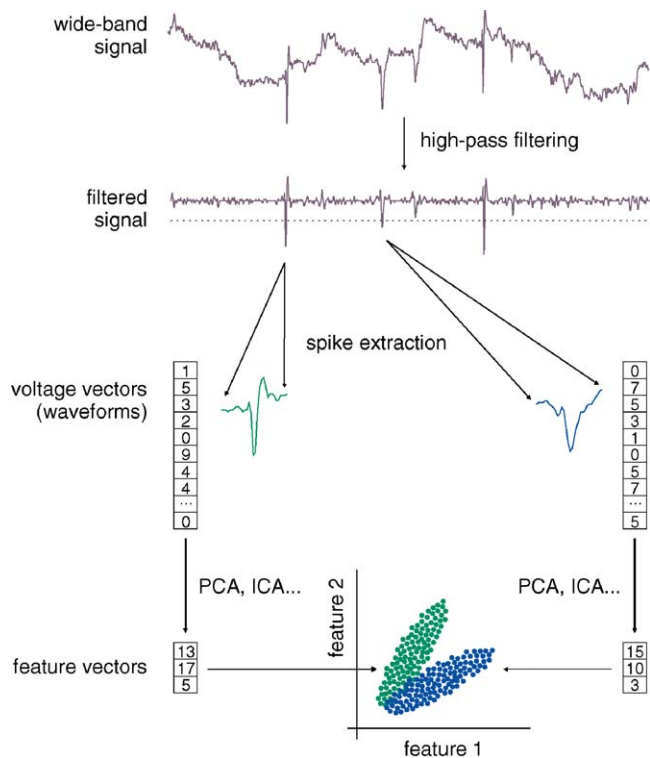 wide-band
signal
high-pass filtering
filtered
signal
spike extraction
voltage vectors
(waveforms)
1
5
3
2
0
9
4
4
...
0
0
7
5
3
1
0
5
7
...
5
PCA, ICA...
PCA, ICA...
feature 2
feature vectors
13
17
5
15
10
3
feature 1